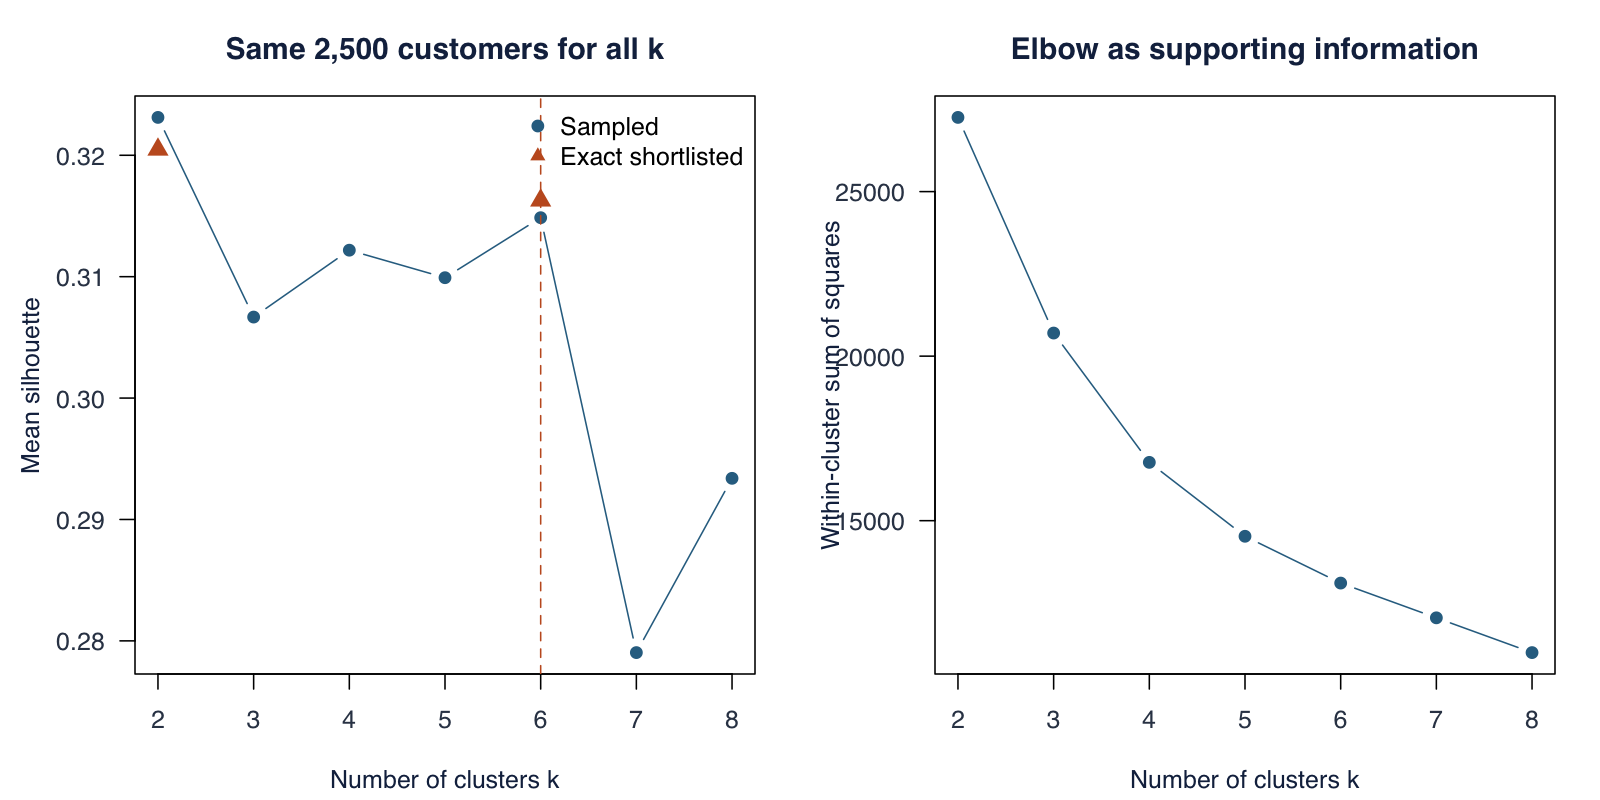 Same 2,500 customers for all k
Sampled
Exact shortlisted
0.32
0.31
0.30
0.29
0.28
Mean silhouette
2 3 4 5 6 7 8
Number of clusters k
Elbow as supporting information
25000
20000
15000
Within-cluster sum of squares
2 3 4 5 6 7 8
Number of clusters k